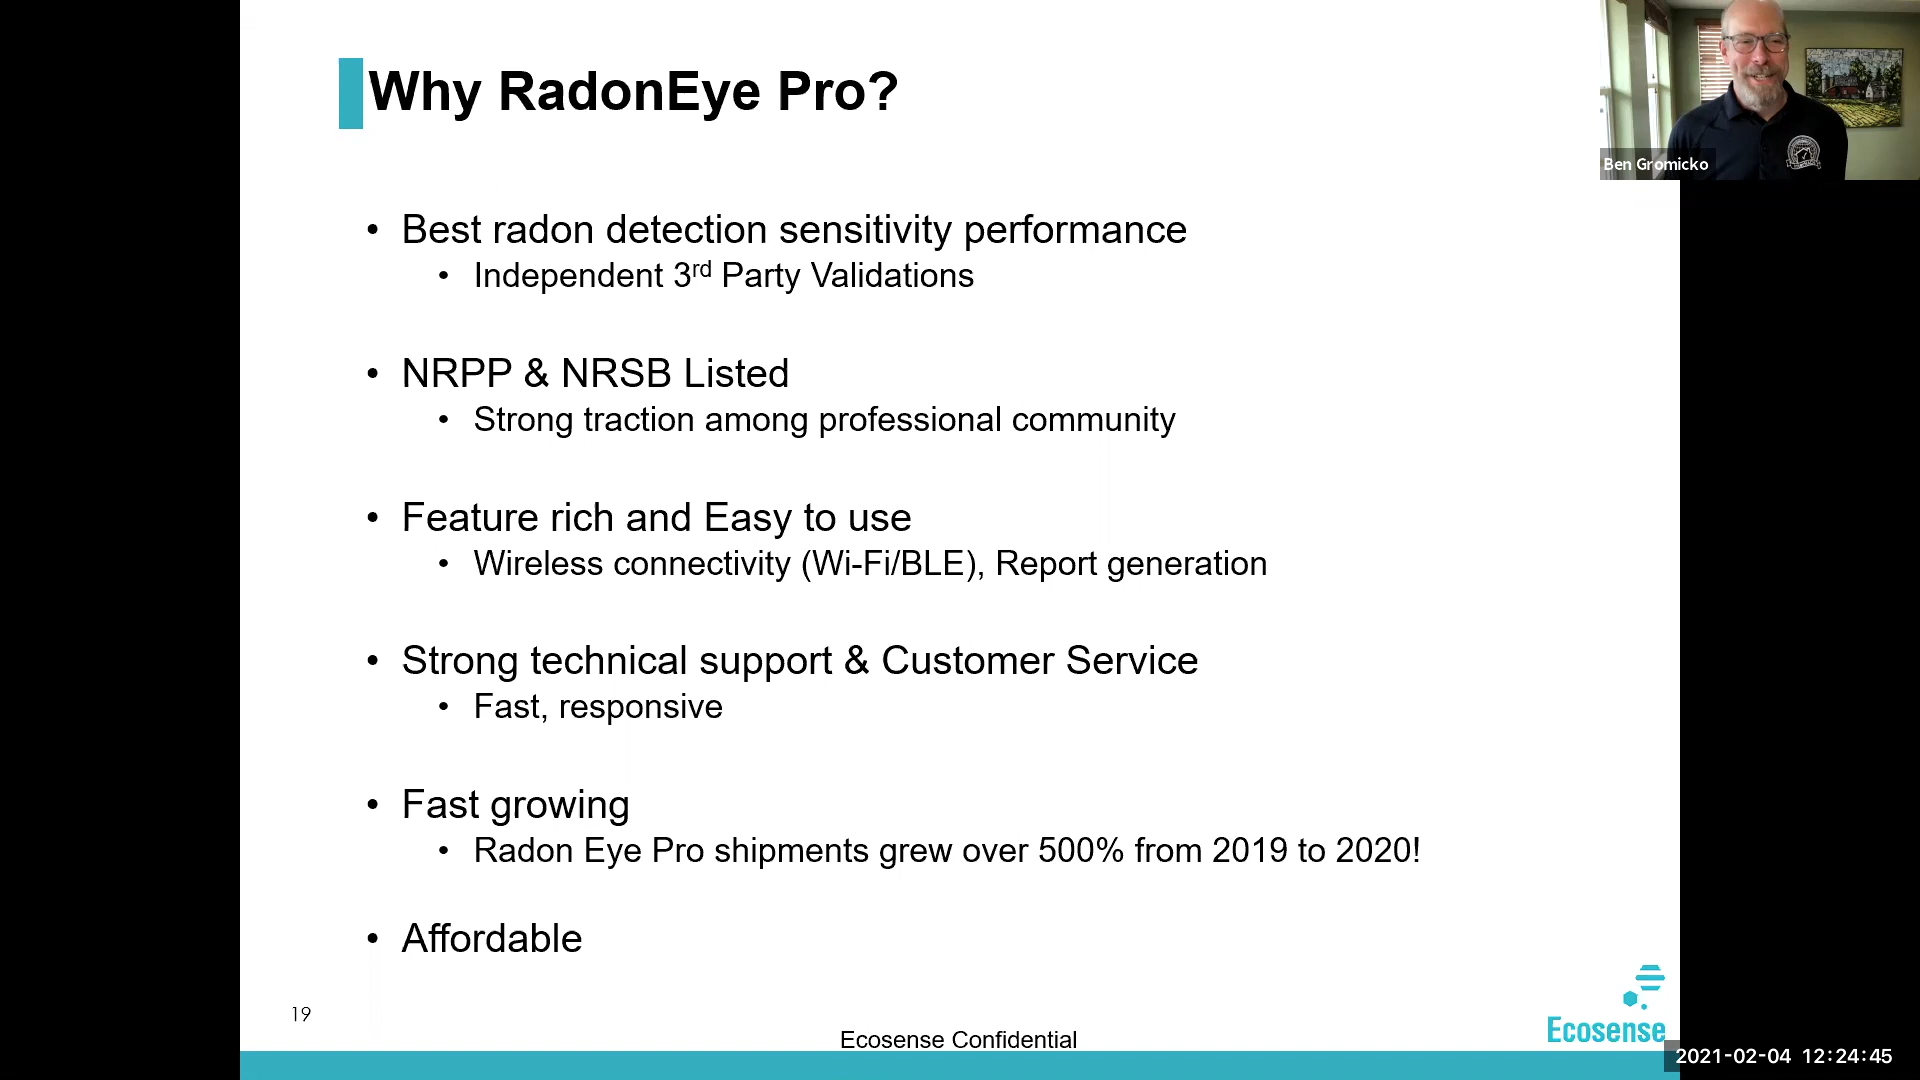 Why RadonEye Pro?
Ben Gromicko
• Best radon detection sensitivity performance
• Independent 3rd Party Validations
• NRPP & NRSB Listed
• Strong traction among professional community
• Feature rich and Easy to use
• Wireless connectivity (Wi-Fi/BLE), Report generation
• Strong technical support & Customer Service
• Fast, responsive
• Fast growing
• Radon Eye Pro shipments grew over 500% from 2019 to 2020!
• Affordable
19
Ecosense Confidential
Ecosense
2021-02-04 12:24:45